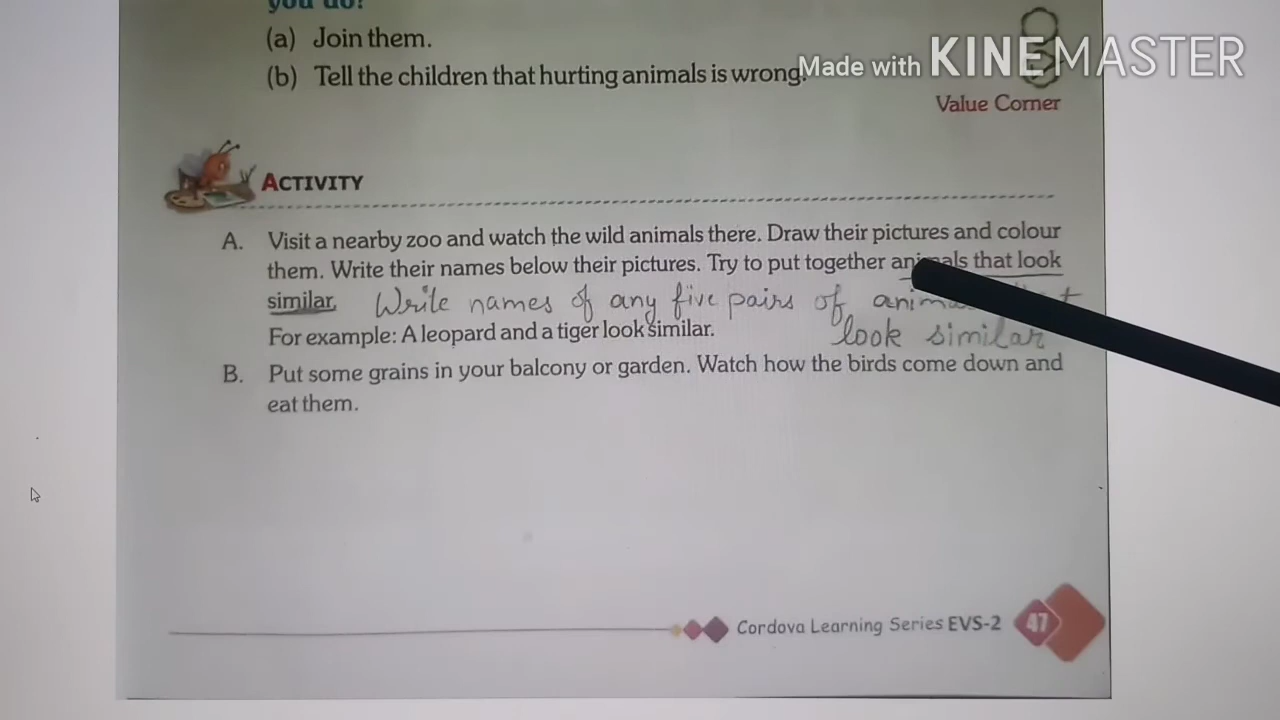 you do?
(a) Join them.
(b) Tell the children that hurting animals is wrong.
Made with KINEMASTER
Value Corner
ACTIVITY
A. Visit a nearby zoo and watch the wild animals there. Draw their pictures and colour
them. Write their names below their pictures. Try to put together animals that look
similar. Write names of any five pairs of
look similar
For example: A leopard and a tiger look similar.
B. Put some grains in your balcony or garden. Watch how the birds come down and
eat them.
Cordova Learning Series EVS-2 47